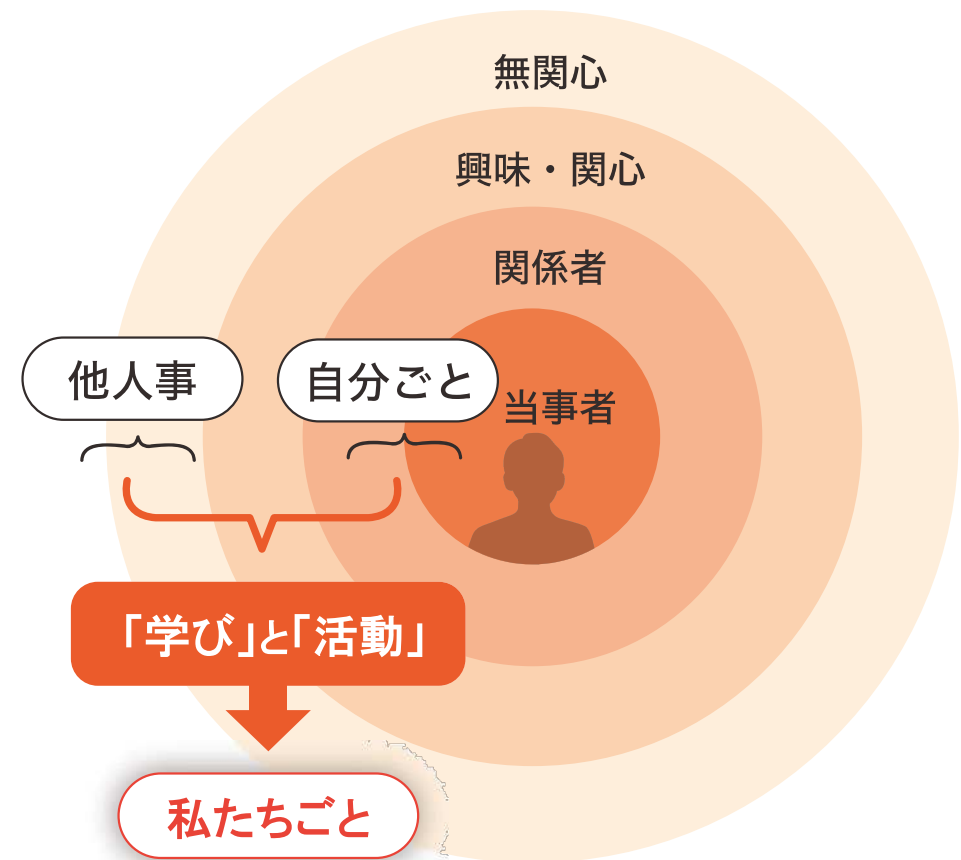 無関心
興味・関心
関係者
他人事
自分ごと
当事者
「学び」と「活動」
私たちごと